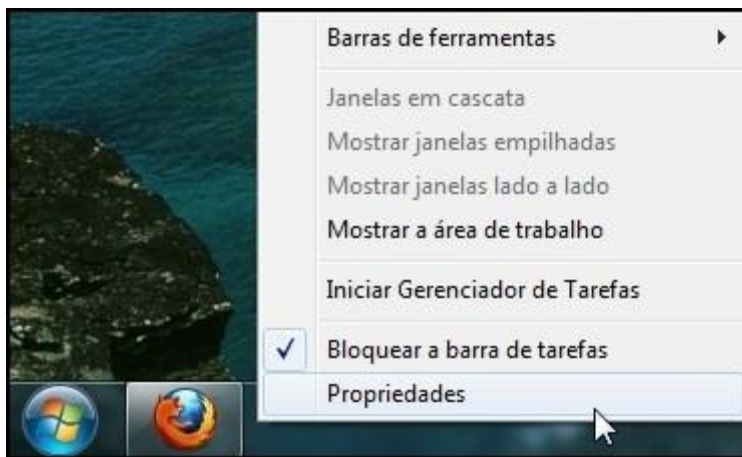 Barras de ferramentas
Janelas em cascata
Mostrar janelas empilhadas
Mostrar janelas lado a lado
Mostrar a área de trabalho
Iniciar Gerenciador de Tarefas
Bloquear a barra de tarefas
Propriedades